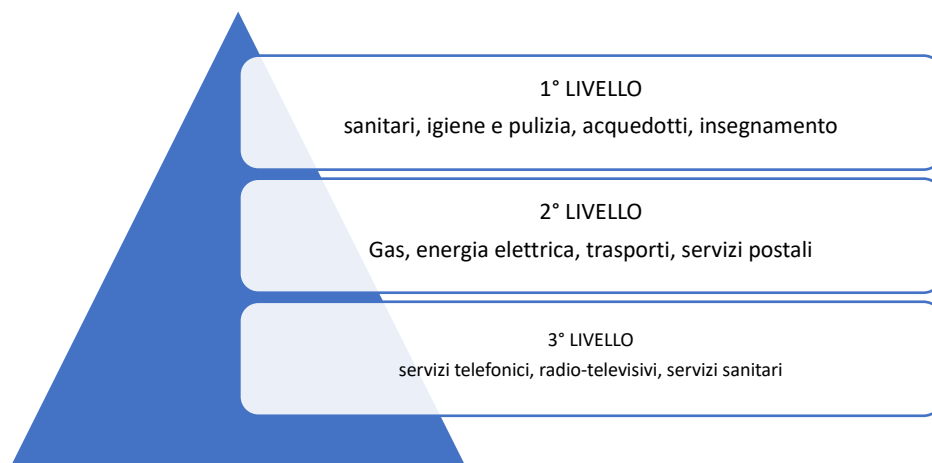 1° LIVELLO
sanitari, igiene e pulizia, acquedotti, insegnamento
2° LIVELLO
Gas, energia elettrica, trasporti, servizi postali
3° LIVELLO
servizi telefonici, radio-televisivi, servizi sanitari